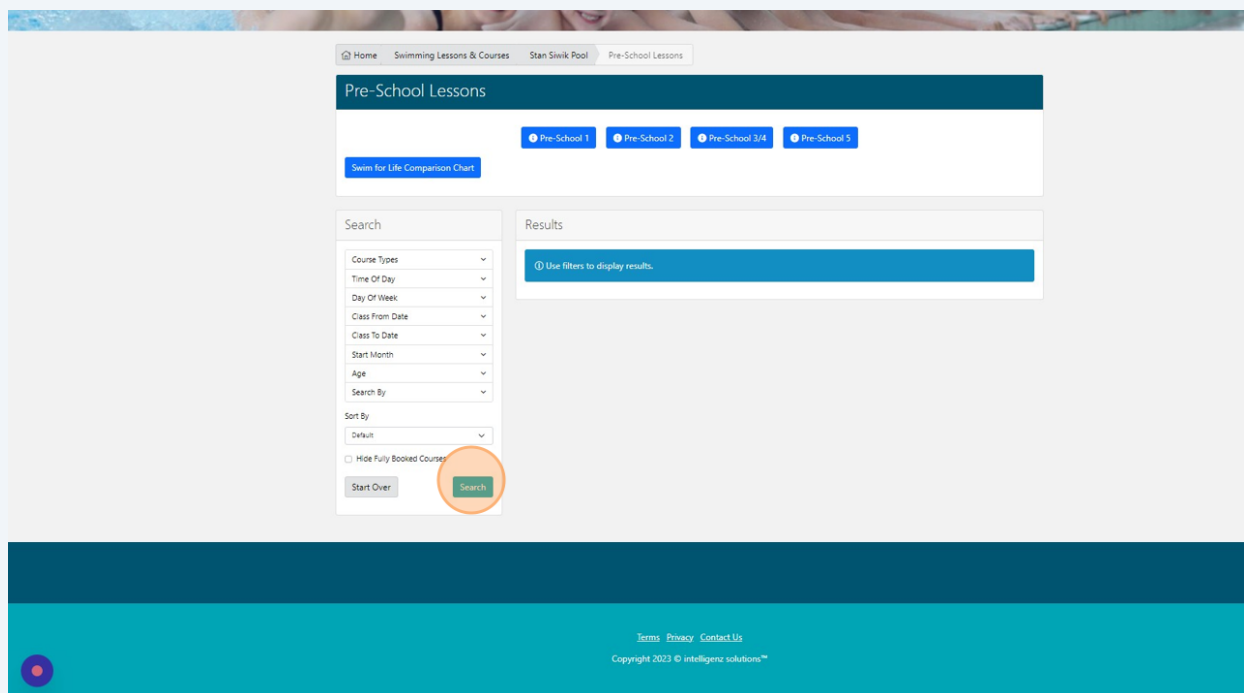 Home Swimming Lessons & Courses Stan Siwik Pool Pre-School Lessons
Pre-School Lessons
Pre-School 1 Pre-School 2 Pre-School 3/4 Pre-School 5
Swim for Life Comparison Chart
Search
Course Types
Time Of Day
Day Of Week
Class From Date
Class To Date
Start Month
Age
Search By
Sort By
Default
Hide Fully Booked Courses
Start Over Search
Results
Use filters to display results.
Terms Privacy Contact Us
Copyright 2023 © intelligenz solutions™